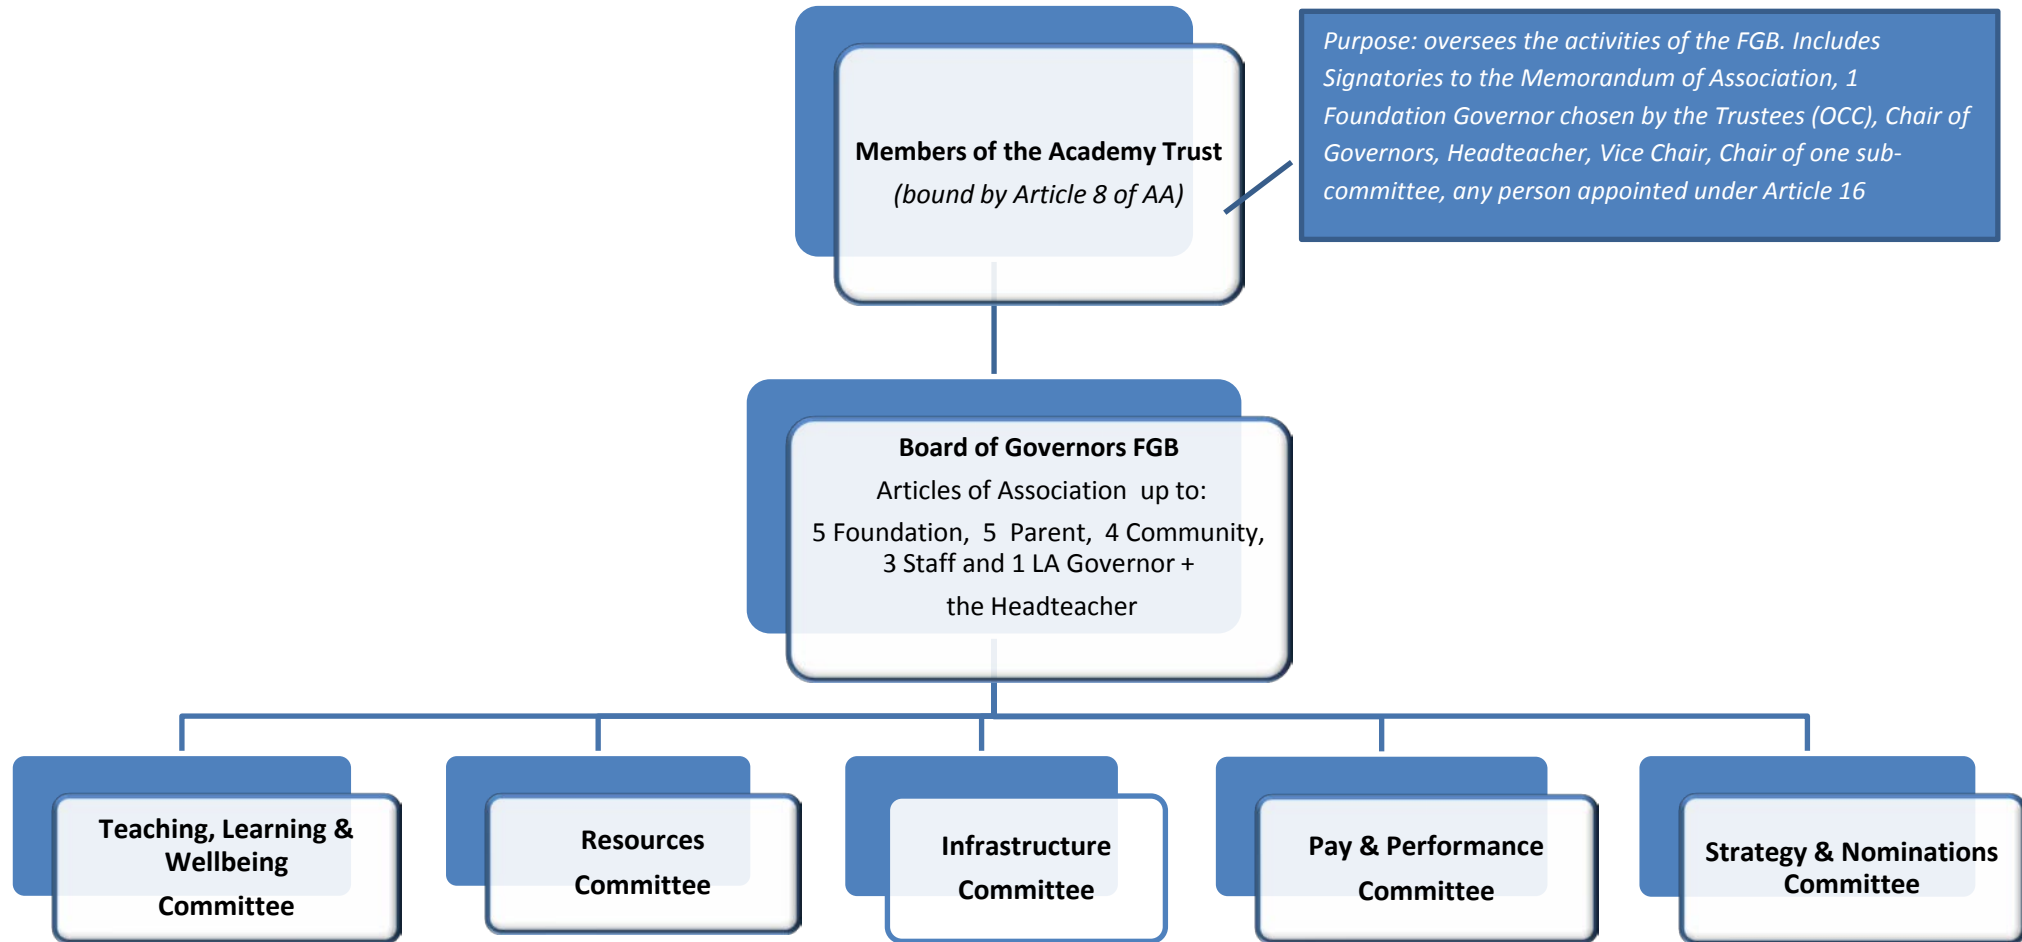 Purpose: oversees the activities of the FGB. Includes
Signatories to the Memorandum of Association, 1
Foundation Governor chosen by the Trustees (OCC), Chair of
Governors, Headteacher, Vice Chair, Chair of one sub-
committee, any person appointed under Article 16
Members of the Academy Trust
(bound by Article 8 of AA)
Board of Governors FGB
Articles of Association up to:
5 Foundation, 5 Parent, 4 Community,
3 Staff and 1 LA Governor +
the Headteacher
Teaching, Learning &
Wellbeing
Committee
Resources
Committee
Infrastructure
Committee
Pay & Performance
Committee
Strategy & Nominations
Committee